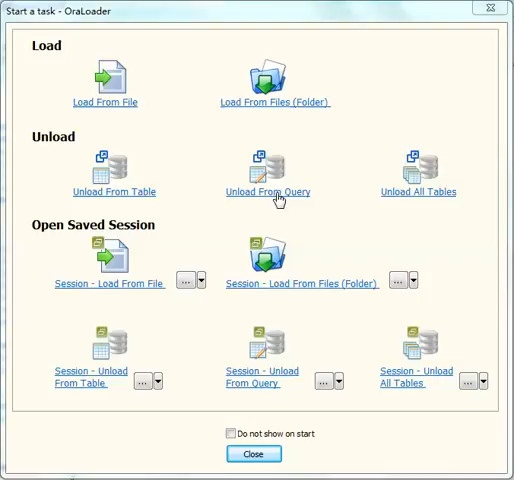 Start a task - OraLoader
Load
Load From File
Load From Files (Folder)
Unload
Unload From Table
Unload From Query
Unload All Tables
Open Saved Session
Session - Load From File
...
Session - Load From Files (Folder)
...
Session - Unload
From Table
...
Session - Unload
From Query
...
Session - Unload
All Tables
...
Do not show on start
Close